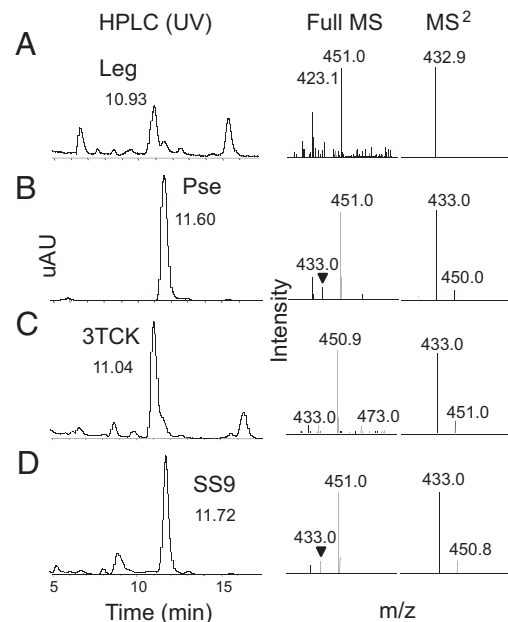 HPLC (UV) Full MS MS²
A
Leg
10.93
423.1
451.0
432.9
B
Pse
11.60
433.0
451.0
433.0
450.0
uAU
Intensity
C
3TCK
11.04
433.0
450.9
473.0
433.0
451.0
D
SS9
11.72
433.0
451.0
433.0
450.8
5 10 15
Time (min)
m/z